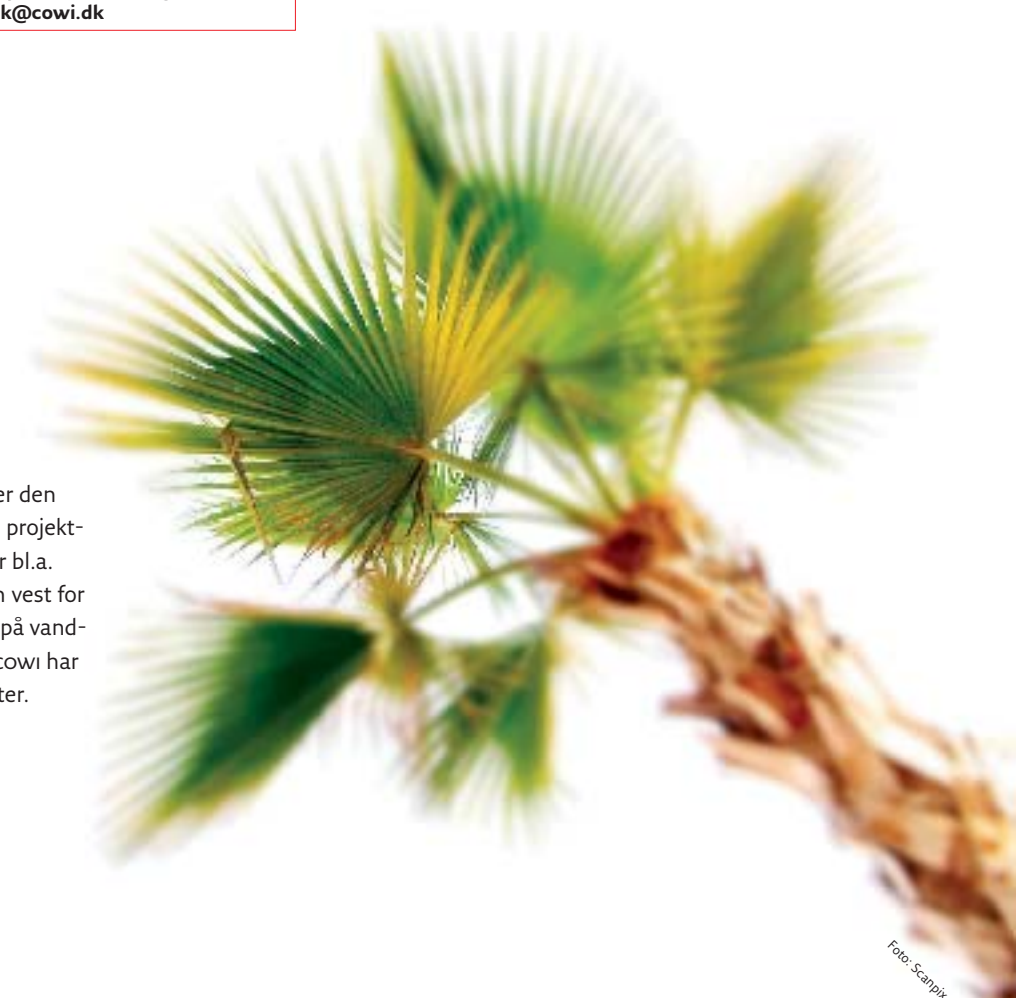 k@cowi.dk
er den
projekt-
r bl.a.
n vest for
på vand-
cowi har
ter.
Foto: Scanpix